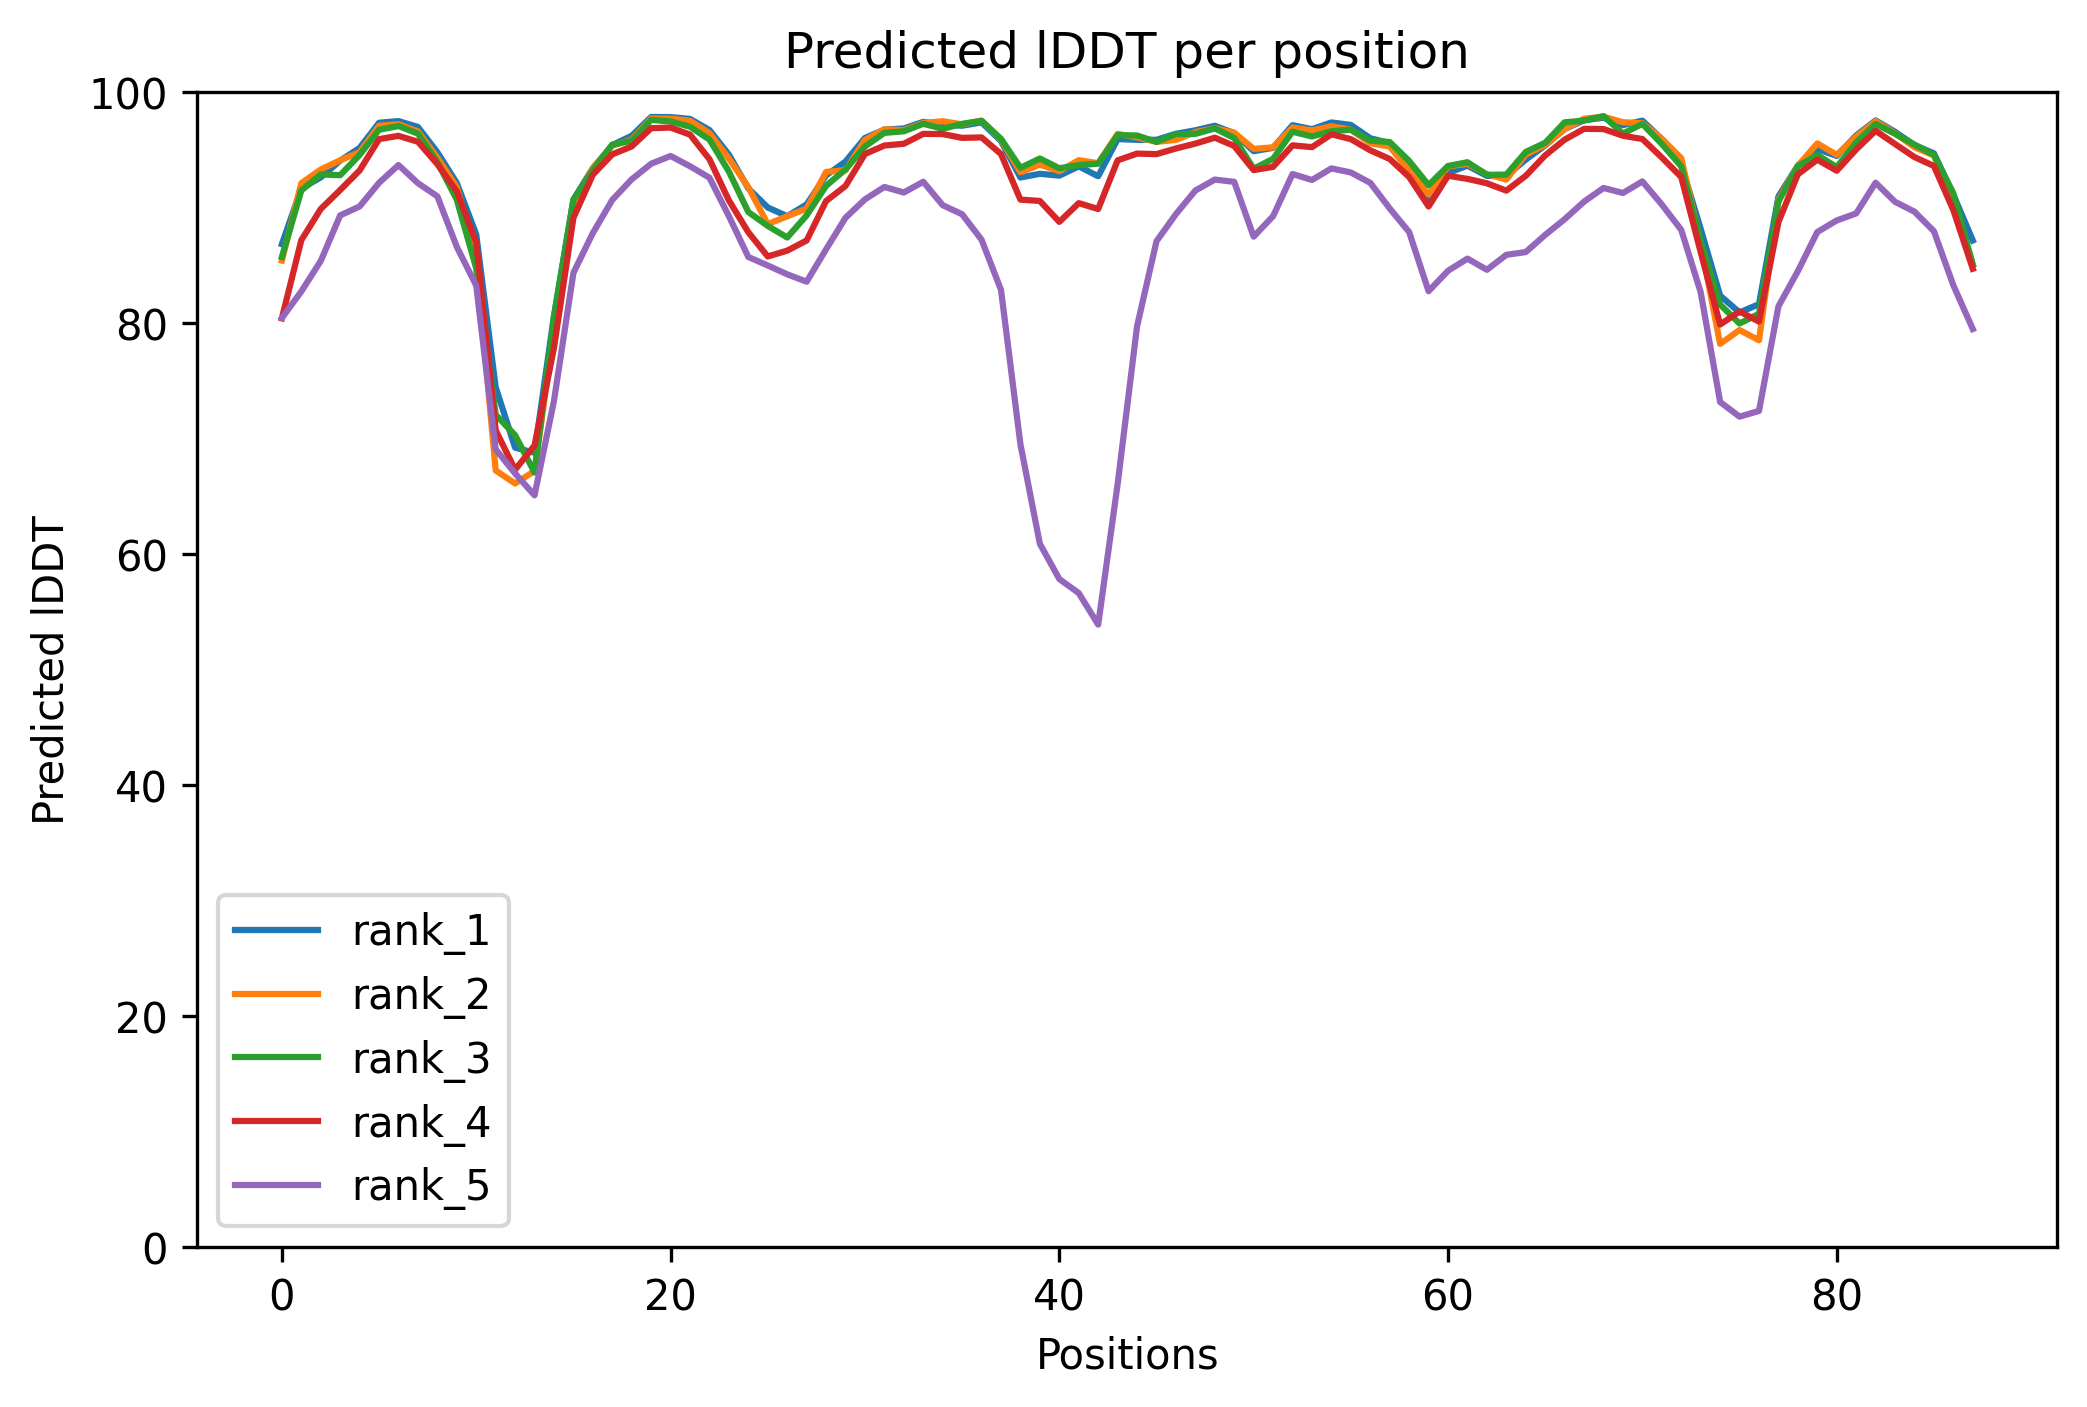 Predicted lDDT per position
100
80
60
40
20
0
Predicted lDDT
rank_1
rank_2
rank_3
rank_4
rank_5
0 20 40 60 80
Positions